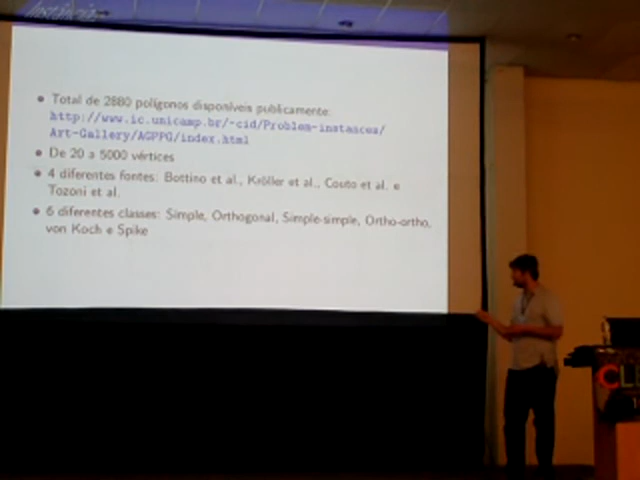 Instâncias
Total de 2880 polígonos disponíveis publicamente:
http://www.ic.unicamp.br/~cid/Problem-instances/
Art-Gallery/AGPPG/index.html
De 20 a 5000 vértices
4 diferentes fontes: Bottino et al., Kröller et al., Couto et al. e
Tozoni et al.
6 diferentes classes: Simple, Orthogonal, Simple-simple, Ortho-ortho,
von Koch e Spike
CLE